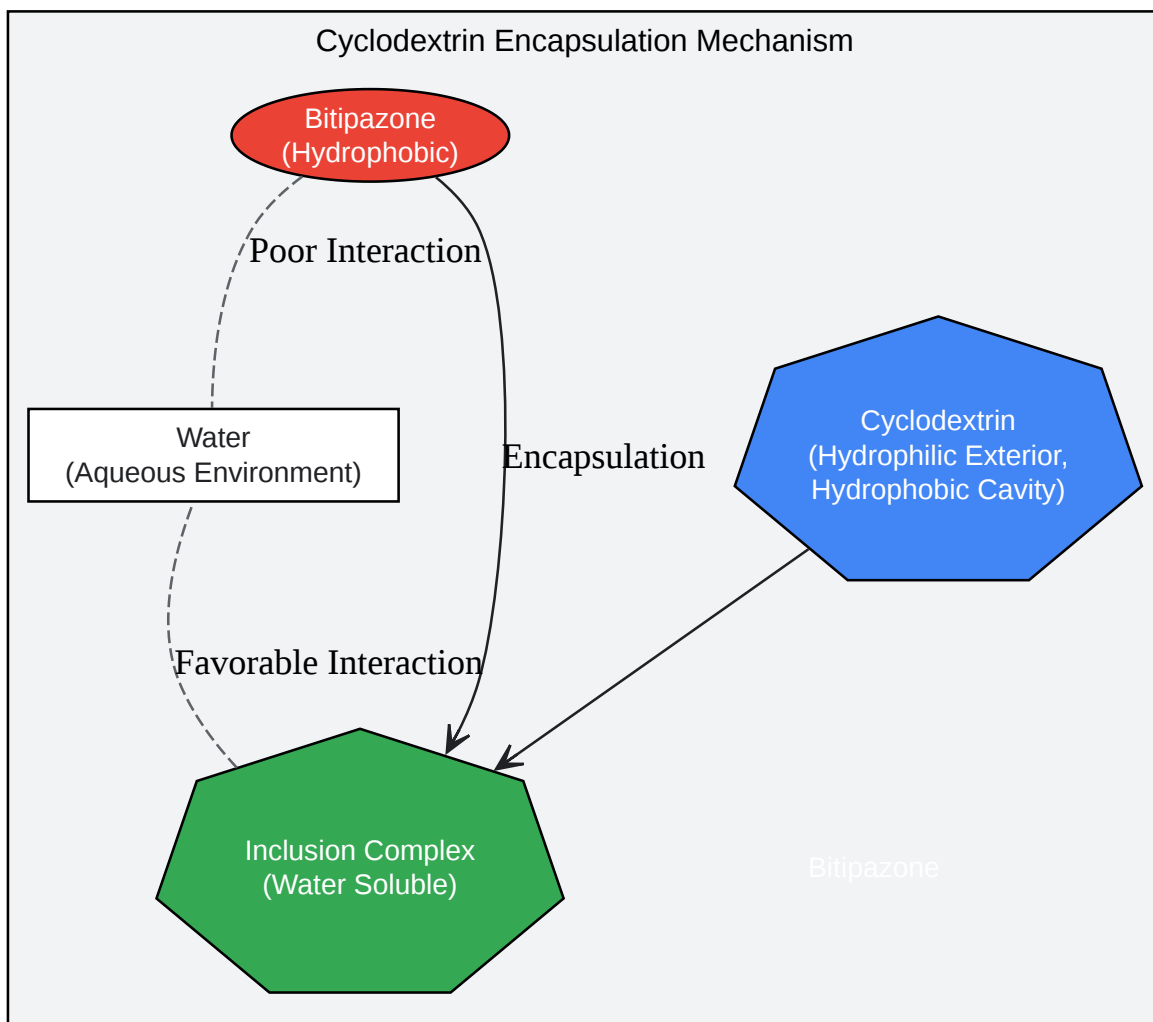 Cyclodextrin Encapsulation Mechanism
Bitipazone
(Hydrophobic)
Poor Interaction
Water
(Aqueous Environment)
Encapsulation
Cyclodextrin
(Hydrophilic Exterior,
Hydrophobic Cavity)
Favorable Interaction
Inclusion Complex
(Water Soluble)
Bitipazone